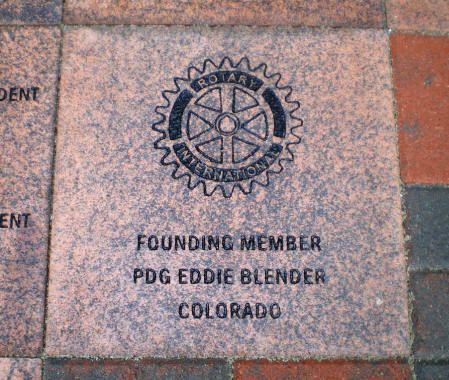 DENT
ENT
ROTARY
INTERNATIONAL
FOUNDING MEMBER
PDG EDDIE BLENDER
COLORADO